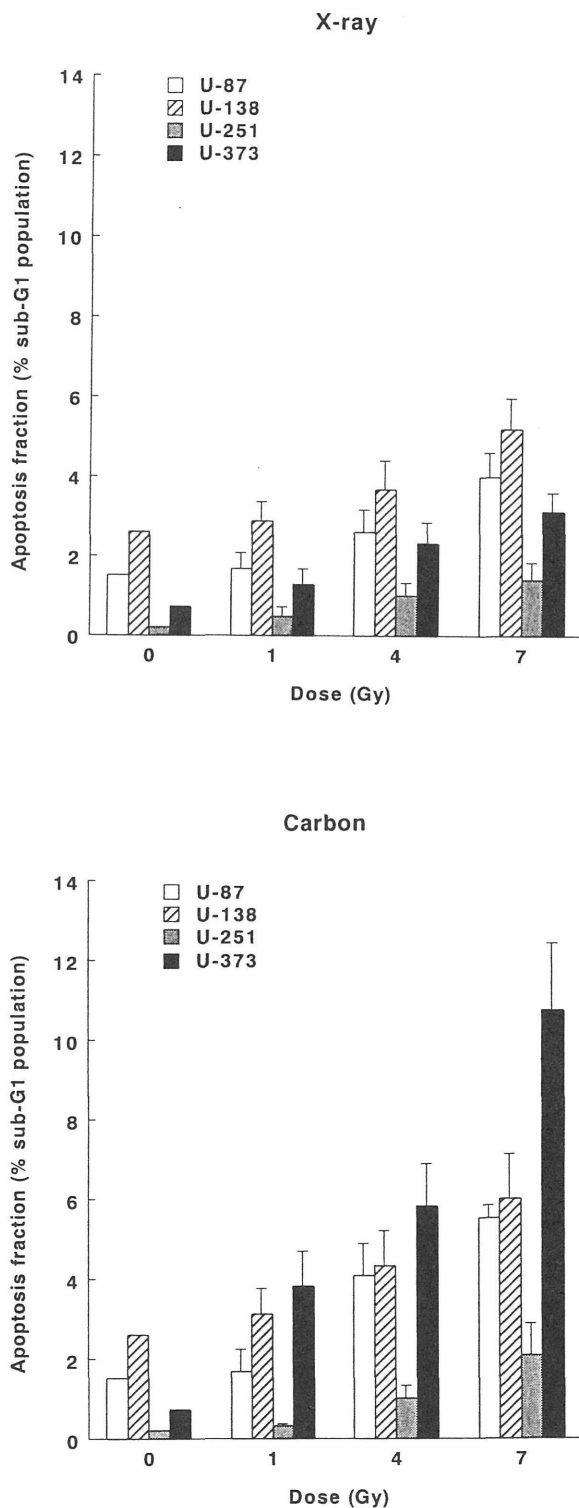 X-ray
U-87
U-138
U-251
U-373
Apoptosis fraction (% sub-G1 population)
14
12
10
8
6
4
2
0
0 1 4 7
Dose (Gy)
Carbon
U-87
U-138
U-251
U-373
Apoptosis fraction (% sub-G1 population)
14
12
10
8
6
4
2
0
0 1 4 7
Dose (Gy)